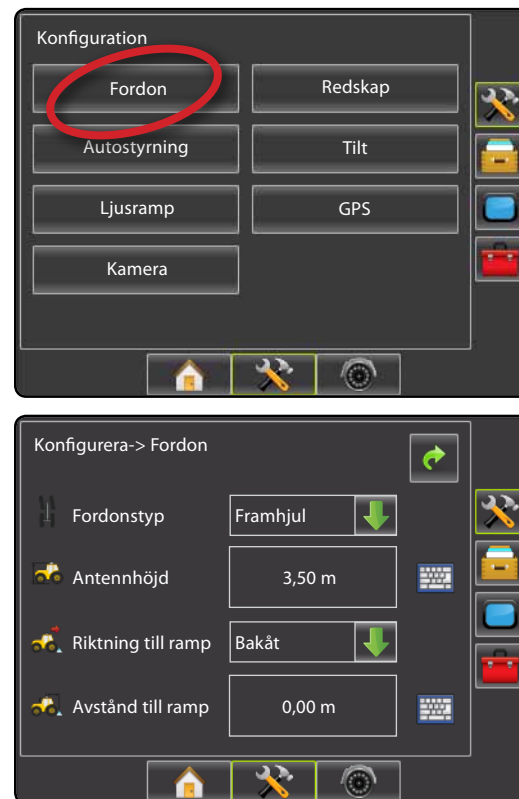 Konfiguration
Fordon Redskap
Autostyrning Tilt
Ljusramp GPS
Kamera
Konfigurera-> Fordon
Fordonstyp Framhjul
Antennhöjd 3,50 m
Riktning till ramp Bakåt
Avstånd till ramp 0,00 m